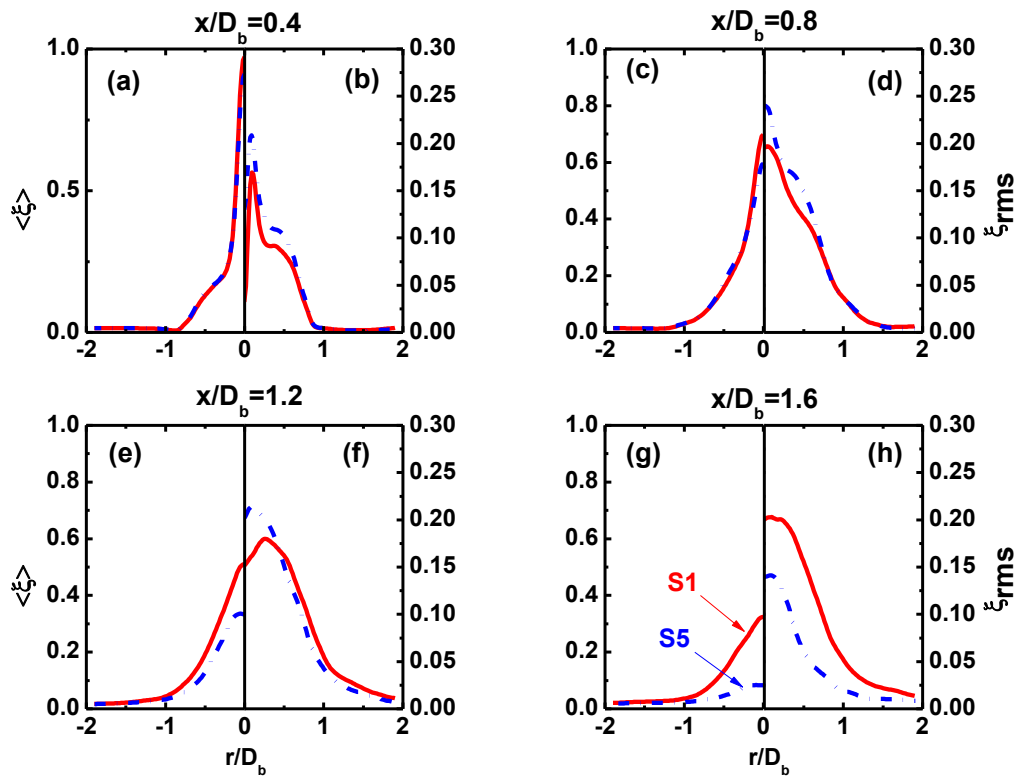 x/D_b=0.4
x/D_b=0.8
(a)
(b)
(c)
(d)
1.0
0.5
0.0
0.30
0.25
0.20
0.15
0.10
0.05
0.00
1.0
0.8
0.6
0.4
0.2
0.0
0.30
0.25
0.20
0.15
0.10
0.05
0.00
<ξ>
ξrms
-2 -1 0 1 2
-2 -1 0 1 2
x/D_b=1.2
x/D_b=1.6
(e)
(f)
(g)
(h)
1.0
0.8
0.6
0.4
0.2
0.0
0.30
0.25
0.20
0.15
0.10
0.05
0.00
1.0
0.8
0.6
0.4
0.2
0.0
0.30
0.25
0.20
0.15
0.10
0.05
0.00
<ξ>
ξrms
S1
S5
-2 -1 0 1 2
-2 -1 0 1 2
r/D_b
r/D_b